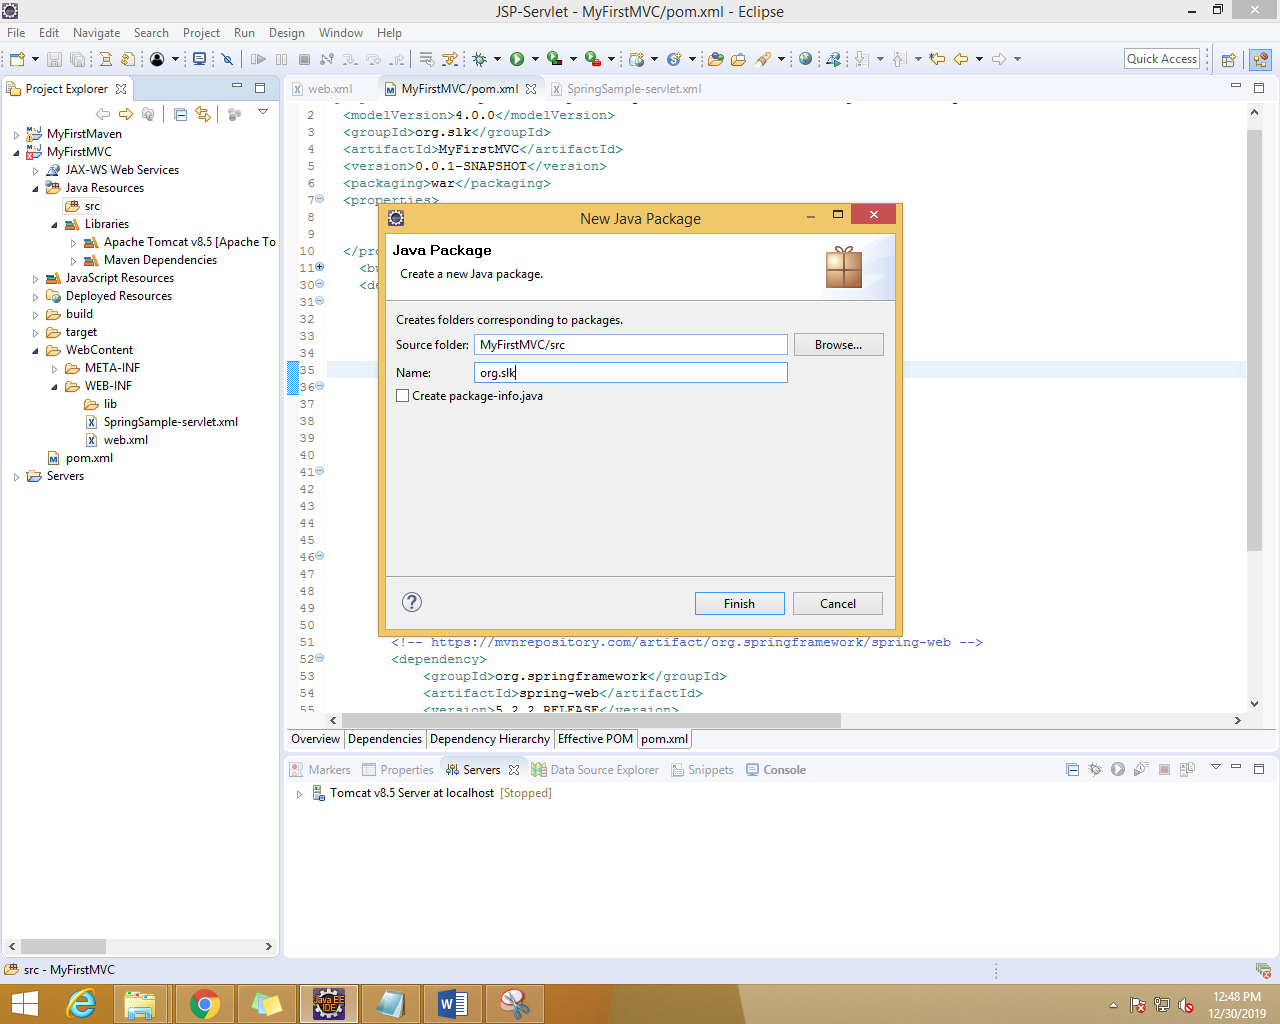 JSP-Servlet - MyFirstMVC/pom.xml - Eclipse
File Edit Navigate Search Project Run Design Window Help
Quick Access
Project Explorer
web.xml MyFirstMVC/pom.xml SpringSample-servlet.xml
MyFirstMaven
MyFirstMVC
JAX-WS Web Services
Java Resources
src
Libraries
Apache Tomcat v8.5 [Apache To
Maven Dependencies
JavaScript Resources
Deployed Resources
build
target
WebContent
META-INF
WEB-INF
lib
SpringSample-servlet.xml
web.xml
pom.xml
Servers
2 <modelVersion>4.0.0</modelVersion>
3 <groupId>org.slk</groupId>
4 <artifactId>MyFirstMVC</artifactId>
5 <version>0.0.1-SNAPSHOT</version>
6 <packaging>war</packaging>
7 <properties>
8
9
10 </pro
11 <bu
30 <de
31
32
33
34
35
36
37
38
39
40
41
42
43
44
45
46
47
48
49
50
51 <!-- https://mvnrepository.com/artifact/org.springframework/spring-web -->
52 <dependency>
53 <groupId>org.springframework</groupId>
54 <artifactId>spring-web</artifactId>
55 <version>5.2.2.RELEASE</version>
New Java Package
Java Package
Create a new Java package.
Creates folders corresponding to packages.
Source folder: MyFirstMVC/src Browse...
Name: org.slk
Create package-info.java
Finish Cancel
Overview Dependencies Dependency Hierarchy Effective POM pom.xml
Markers Properties Servers Data Source Explorer Snippets Console
Tomcat v8.5 Server at localhost [Stopped]
src - MyFirstMVC
Java EE
IDE
12:48 PM
12/30/2019